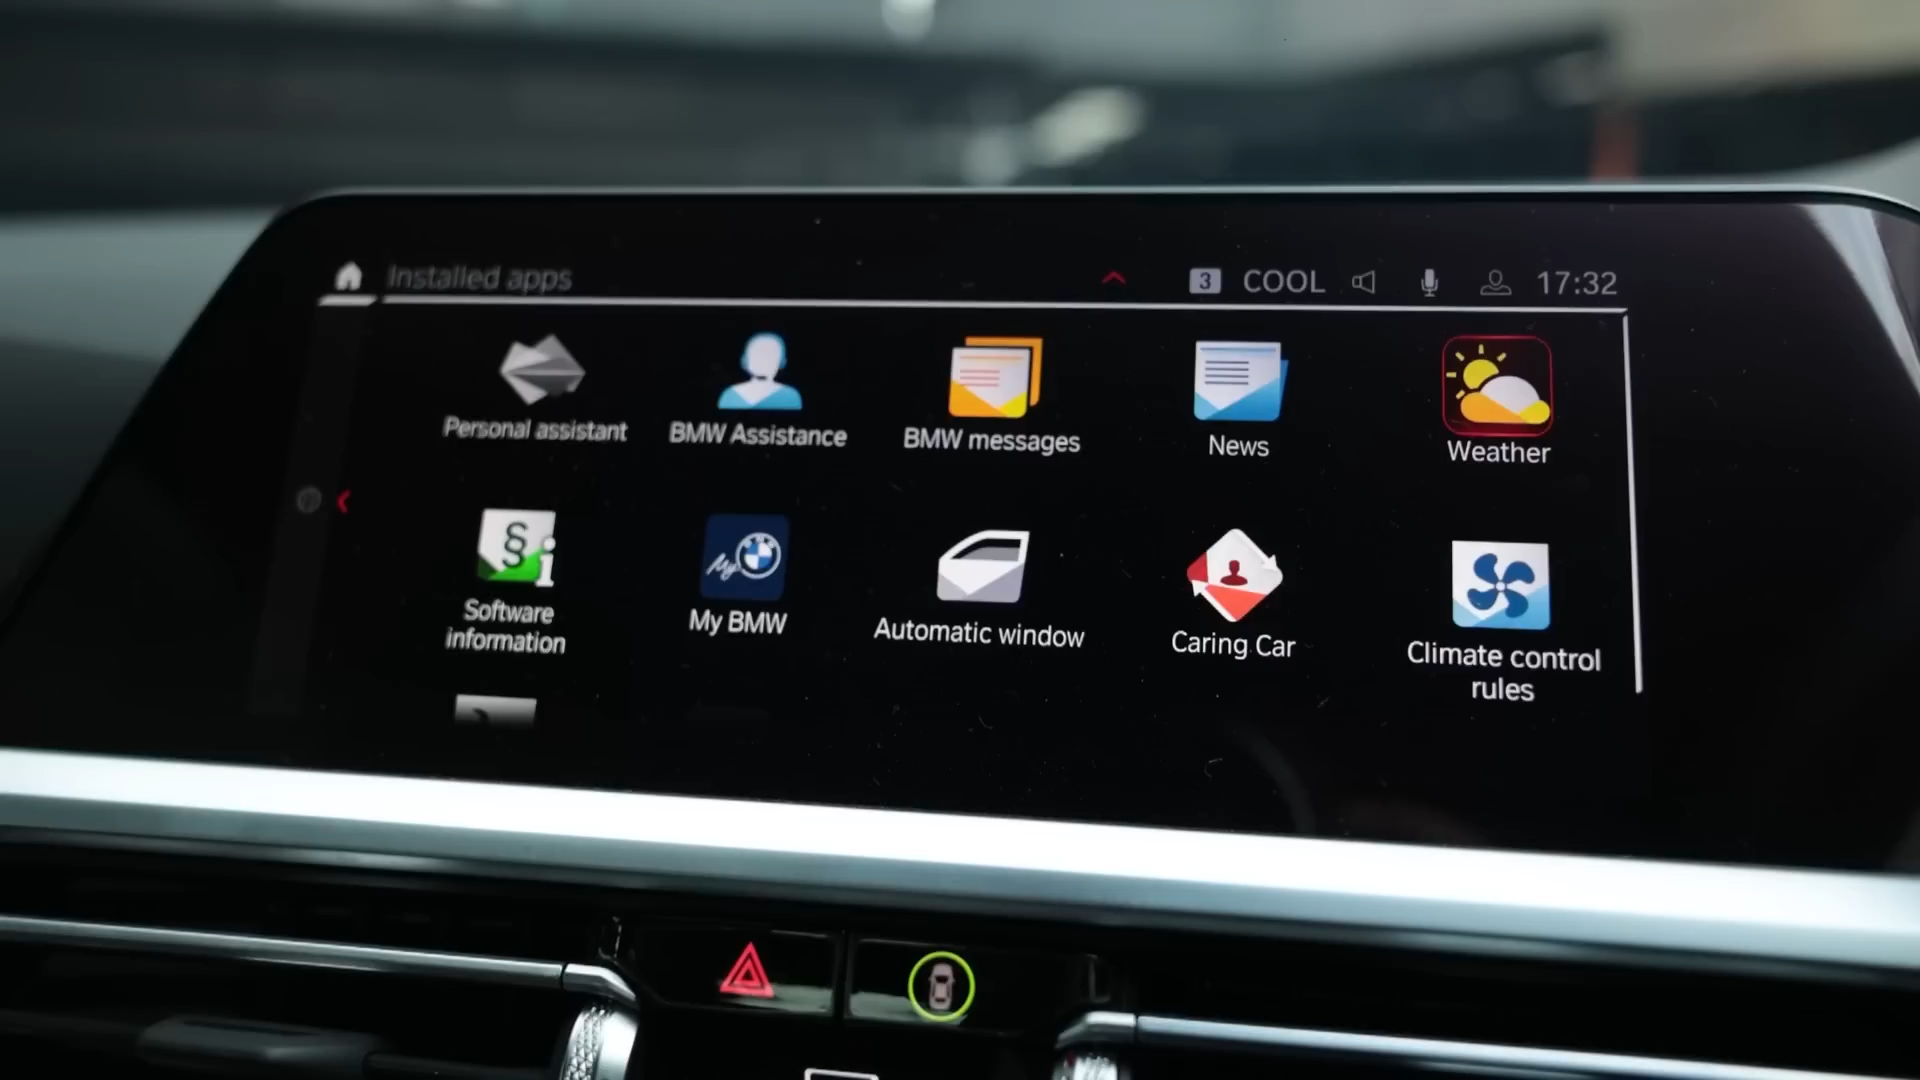 Installed apps
3 COOL 17:32
Personal assistant
BMW Assistance
BMW messages
News
Weather
§ i
Software
information
My
My BMW
Automatic window
Caring Car
Climate control
rules